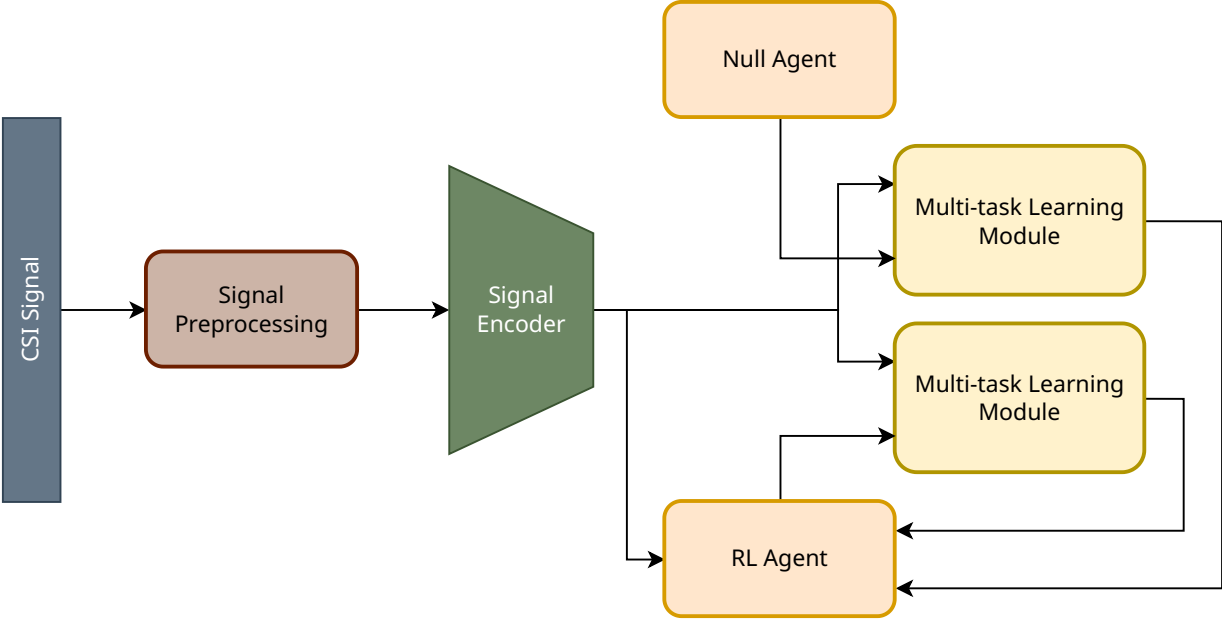 CSI Signal
Signal
Preprocessing
Signal
Encoder
Null Agent
Multi-task Learning
Module
Multi-task Learning
Module
RL Agent